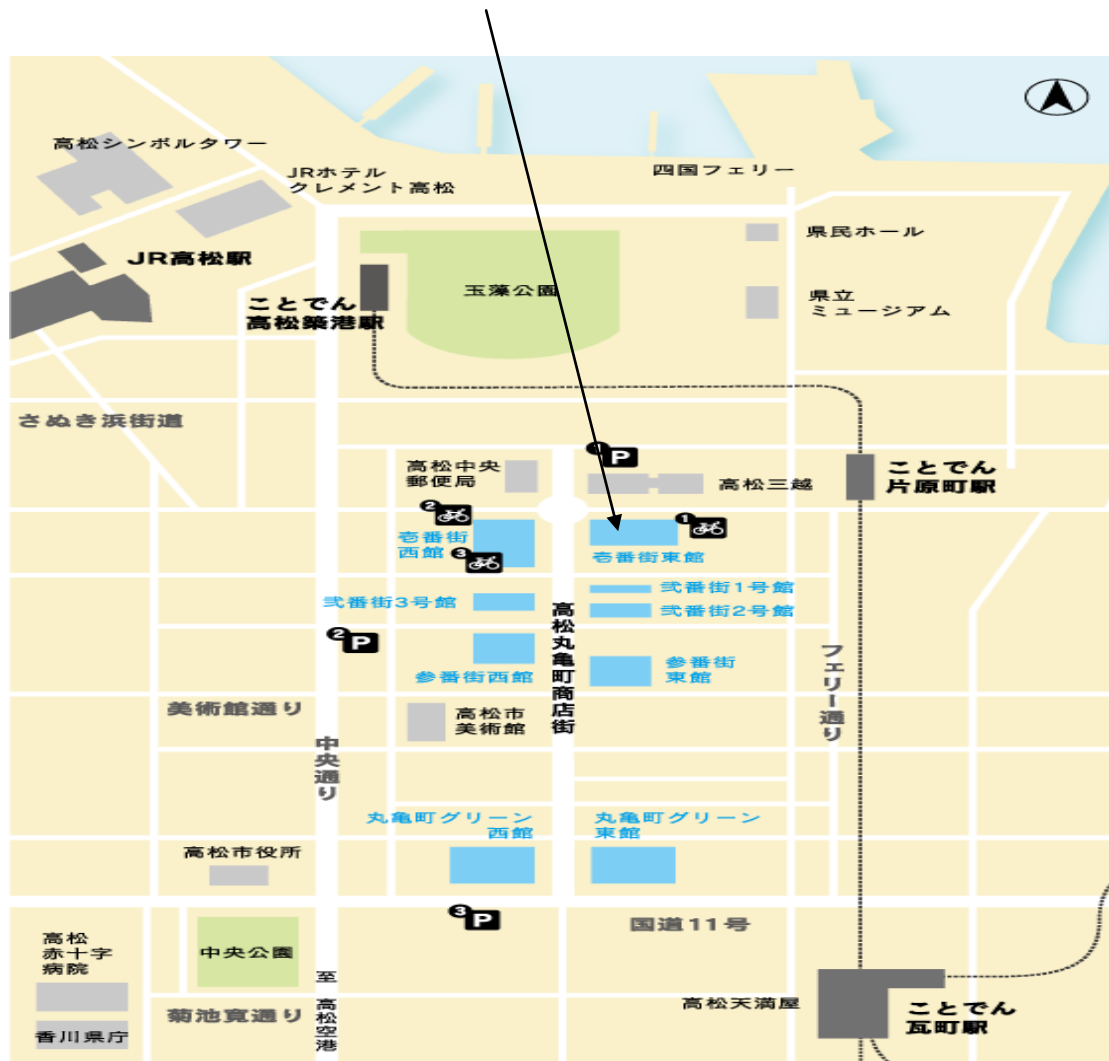 高松シンボルタワー
JRホテル
クレメント高松
四国フェリー
JR高松駅
県民ホール
ことでん
高松築港駅
玉藻公園
県立
ミュージアム
さぬき浜街道
高松中央
郵便局
1 P
高松三越
ことでん
片原町駅
2
壱番街
西館
3
1
壱番街東館
弐番街3号館
弐番街1号館
弐番街2号館
2 P
参番街西館
参番街
東館
高松丸亀町商店街
フェリー通り
美術館通り
高松市
美術館
中央通り
丸亀町グリーン
西館
丸亀町グリーン
東館
高松市役所
3 P
国道11号
高松
赤十字
病院
中央公園
至高松空港
菊池寛通り
香川県庁
高松天満屋
ことでん
瓦町駅